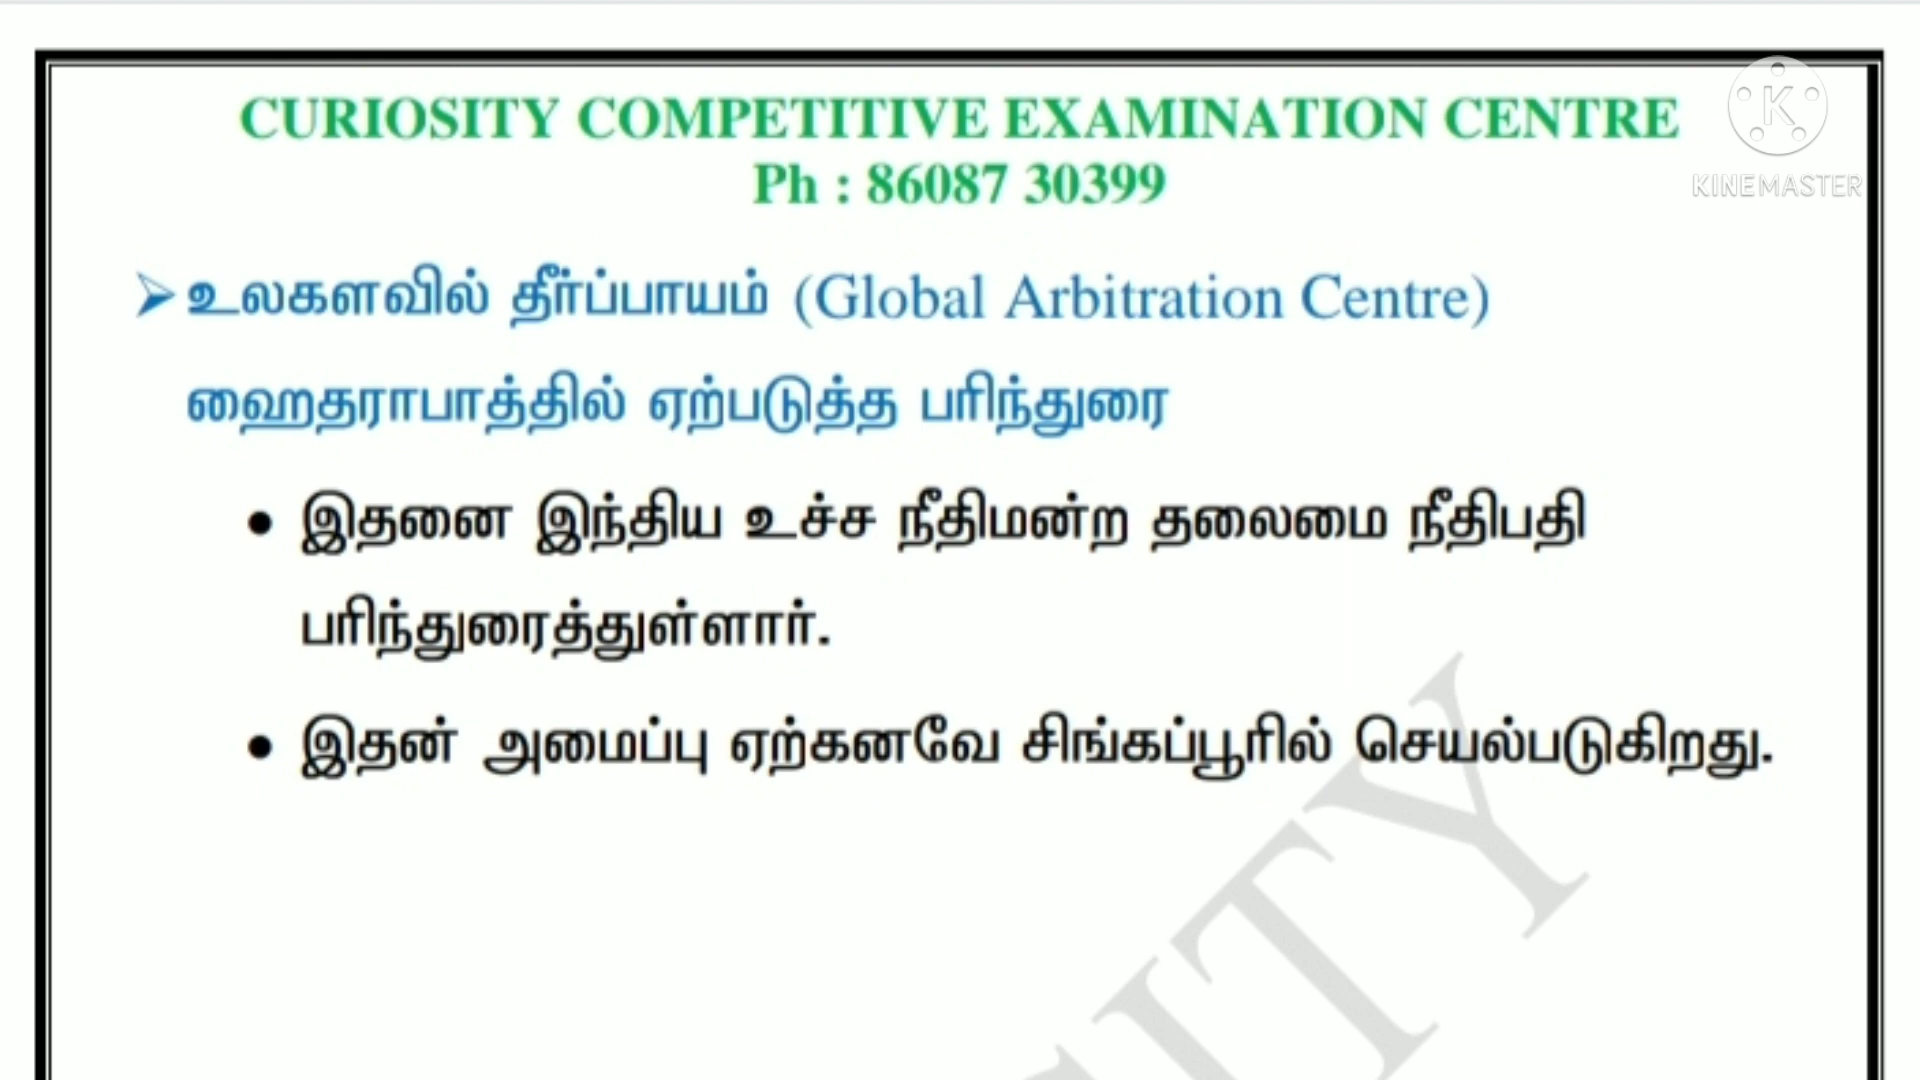 CURIOSITY COMPETITIVE EXAMINATION CENTRE
Ph : 86087 30399
KINEMASTER
➢ உலகளவில் தீர்ப்பாயம் (Global Arbitration Centre)
ஹைதராபாத்தில் ஏற்படுத்த பரிந்துரை
• இதனை இந்திய உச்ச நீதிமன்ற தலைமை நீதிபதி
பரிந்துரைத்துள்ளார்.
• இதன் அமைப்பு ஏற்கனவே சிங்கப்பூரில் செயல்படுகிறது.
SITY